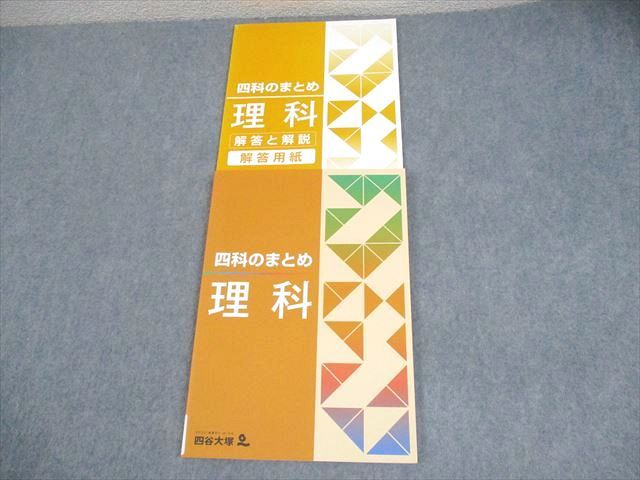 四科のまとめ
理科
解答と解説
解答用紙
四科のまとめ
理科
四谷大塚